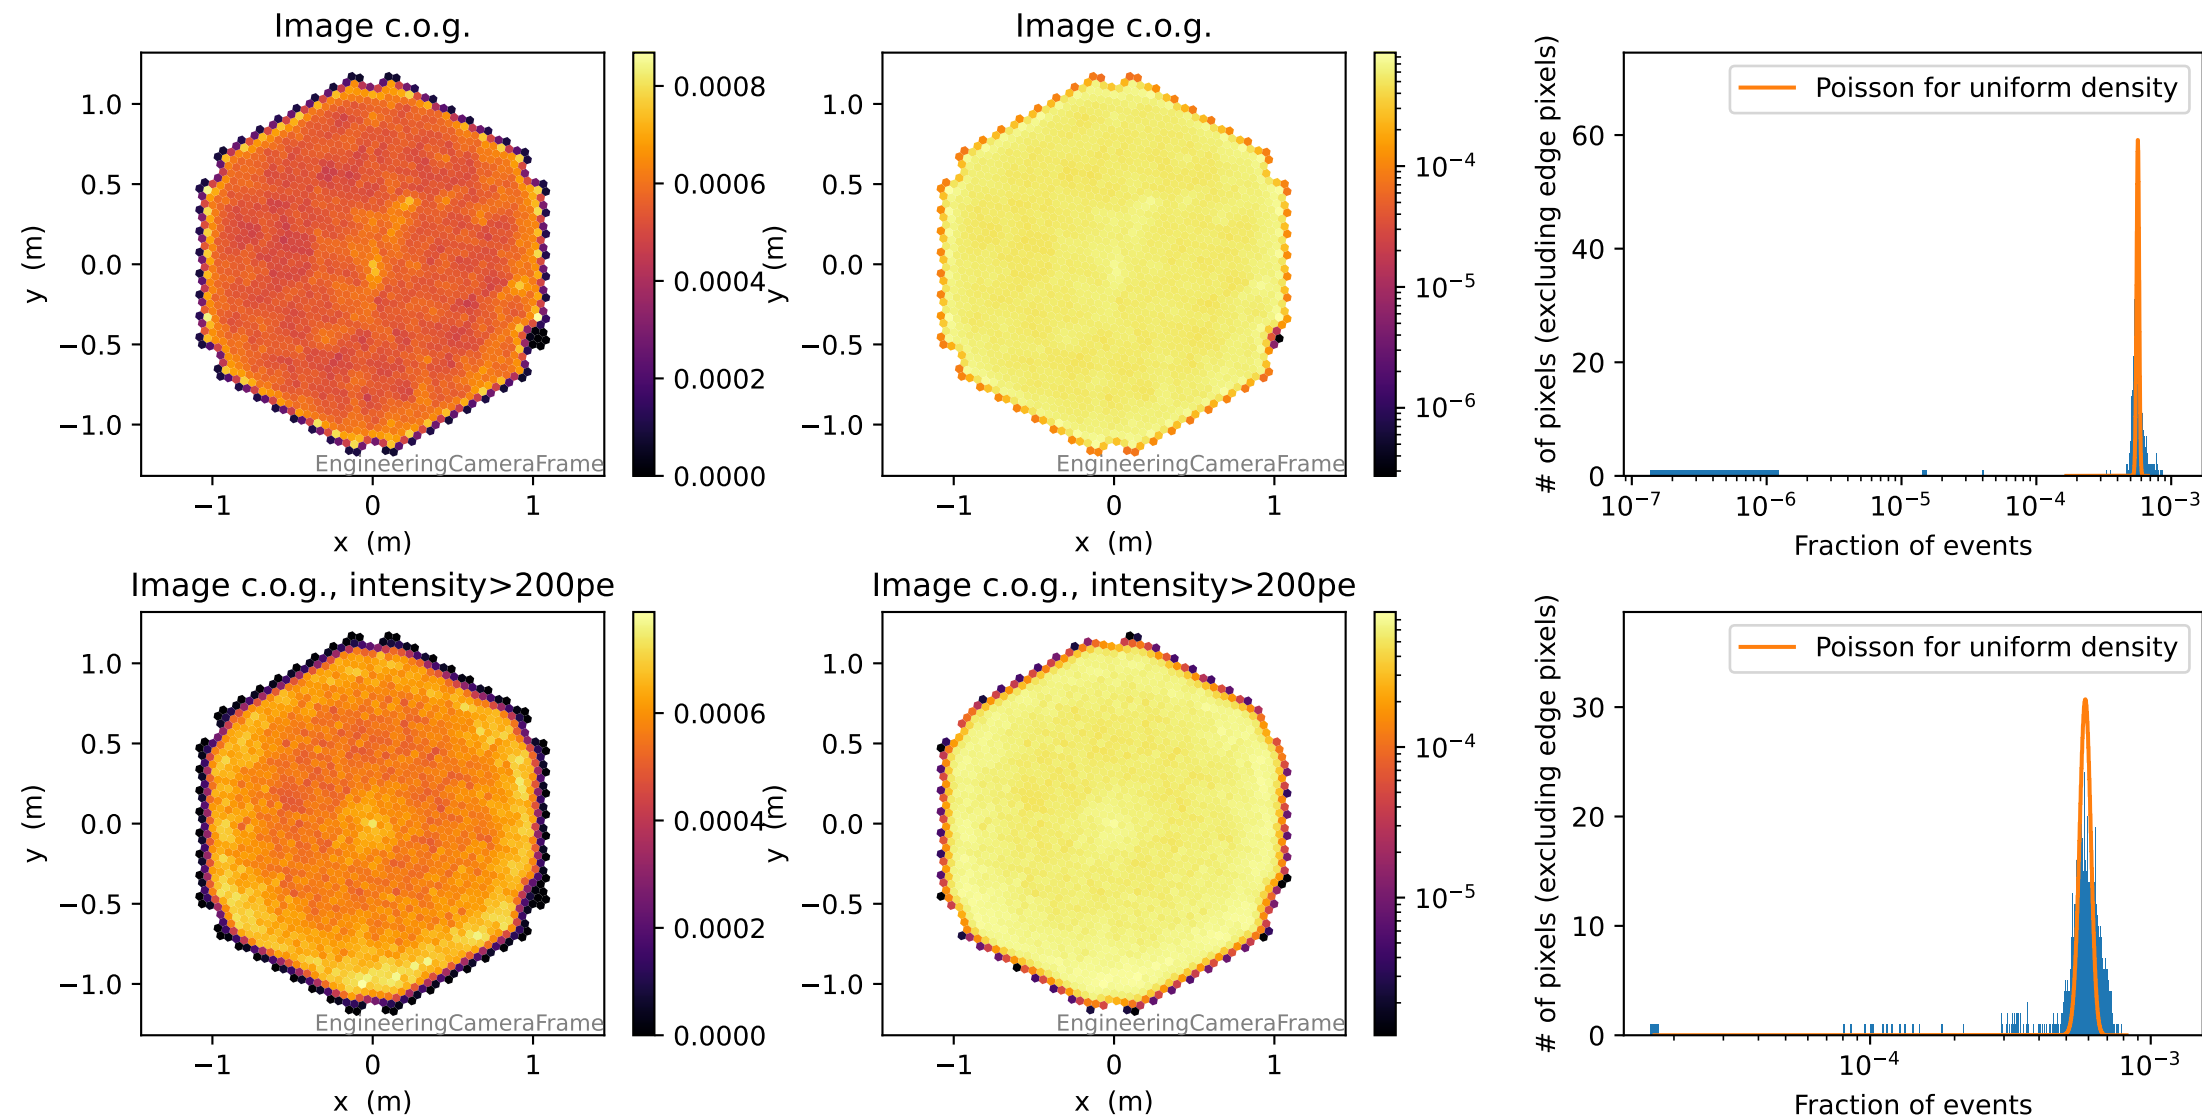 Image c.o.g.
y (m)
1.0
0.5
0.0
−0.5
−1.0
−1
0
1
x (m)
EngineeringCameraFrame
0.0008
0.0006
0.0004
0.0002
0.0000
Image c.o.g.
y (m)
1.0
0.5
0.0
−0.5
−1.0
−1
0
1
x (m)
EngineeringCameraFrame
10⁻⁴
10⁻⁵
10⁻⁶
# of pixels (excluding edge pixels)
60
40
20
0
Poisson for uniform density
10⁻⁷
10⁻⁶
10⁻⁵
10⁻⁴
10⁻³
Fraction of events
Image c.o.g., intensity>200pe
y (m)
1.0
0.5
0.0
−0.5
−1.0
−1
0
1
x (m)
EngineeringCameraFrame
0.0006
0.0004
0.0002
0.0000
Image c.o.g., intensity>200pe
y (m)
1.0
0.5
0.0
−0.5
−1.0
−1
0
1
x (m)
EngineeringCameraFrame
10⁻⁴
10⁻⁵
# of pixels (excluding edge pixels)
30
20
10
0
Poisson for uniform density
10⁻⁴
10⁻³
Fraction of events